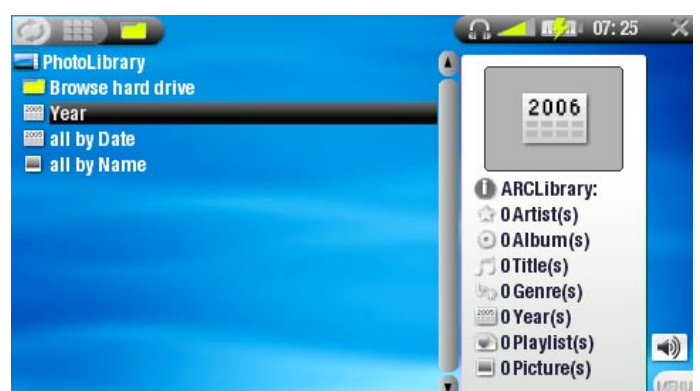 07:25
PhotoLibrary
Browse hard drive
Year
all by Date
all by Name
2006
ARCLibrary:
0 Artist(s)
0 Album(s)
0 Title(s)
0 Genre(s)
0 Year(s)
0 Playlist(s)
0 Picture(s)
MENU